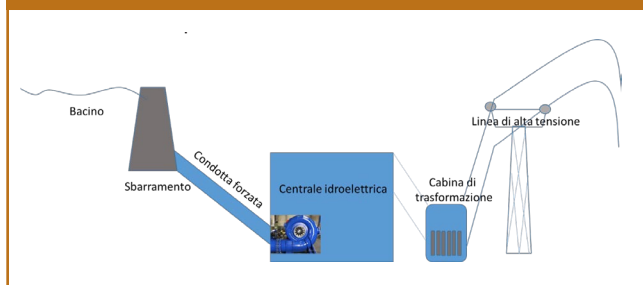 Bacino
Sbarramento
Condotta forzata
Centrale idroelettrica
Cabina di
trasformazione
Linea di alta tensione